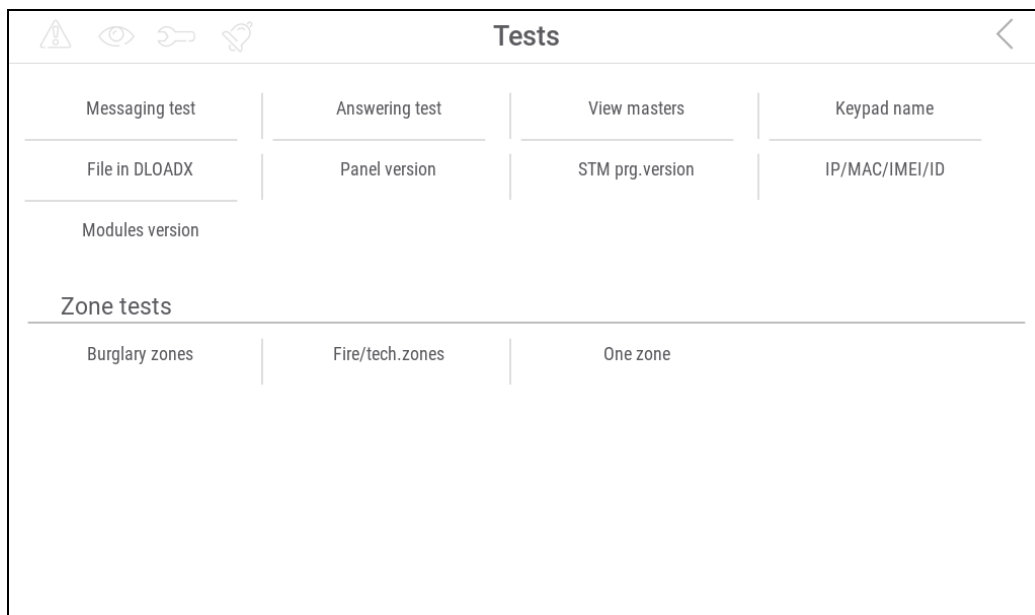 Tests
Messaging test Answering test View masters Keypad name
File in DLOADX Panel version STM prg.version IP/MAC/IMEI/ID
Modules version
Zone tests
Burglary zones Fire/tech.zones One zone